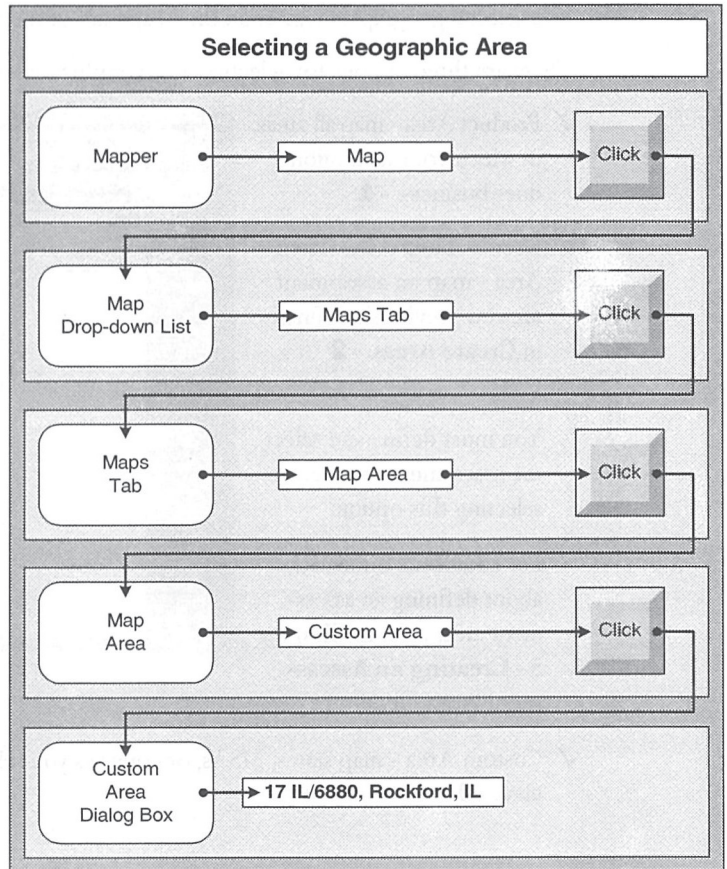 Selecting a Geographic Area
Mapper
Map
Click
Map
Drop-down List
Maps Tab
Click
Maps
Tab
Map Area
Click
Map
Area
Custom Area
Click
Custom
Area
Dialog Box
17 IL/6880, Rockford, IL